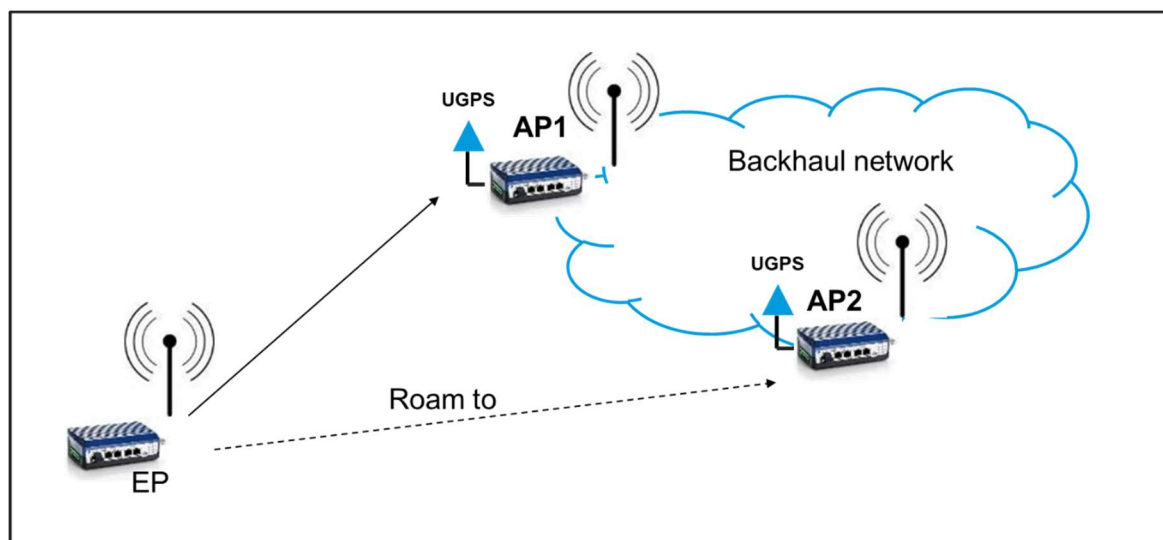 UGPS
AP1
Backhaul network
UGPS
AP2
Roam to
EP